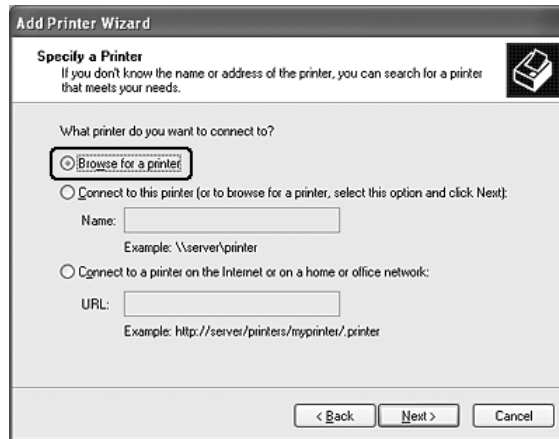 Add Printer Wizard
Specify a Printer
If you don't know the name or address of the printer, you can search for a printer
that meets your needs.
What printer do you want to connect to?
Browse for a printer
Connect to this printer (or to browse for a printer, select this option and click Next):
Name:
Example: \\server\printer
Connect to a printer on the Internet or on a home or office network:
URL:
Example: http://server/printers/myprinter/.printer
< Back
Next >
Cancel